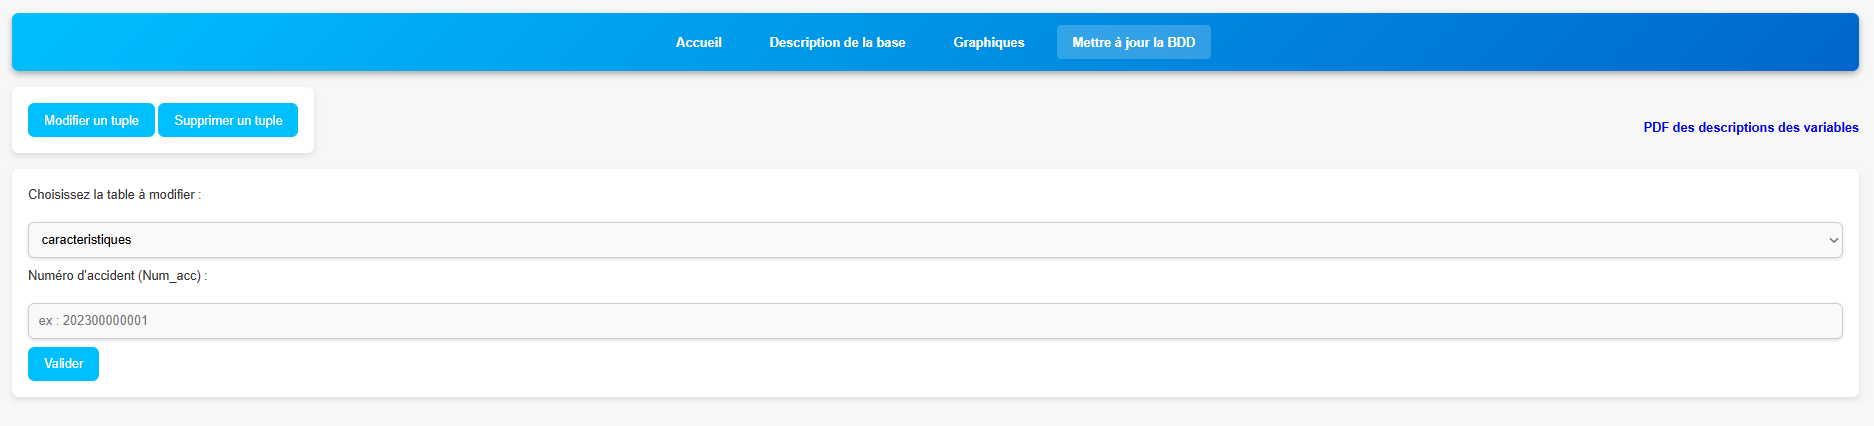 Accueil Description de la base Graphiques Mettre à jour la BDD
Modifier un tuple Supprimer un tuple
PDF des descriptions des variables
Choisissez la table à modifier :
caracteristiques
Numéro d'accident (Num_acc) :
ex : 202300000001
Valider